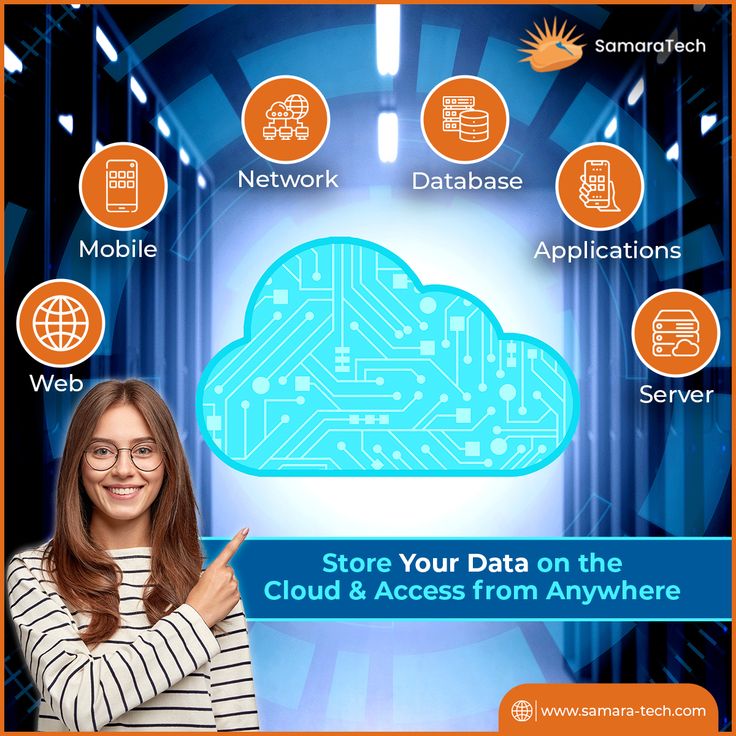 SamaraTech
Network
Database
Mobile
Applications
Web
Server
Store Your Data on the
Cloud & Access from Anywhere
www.samara-tech.com